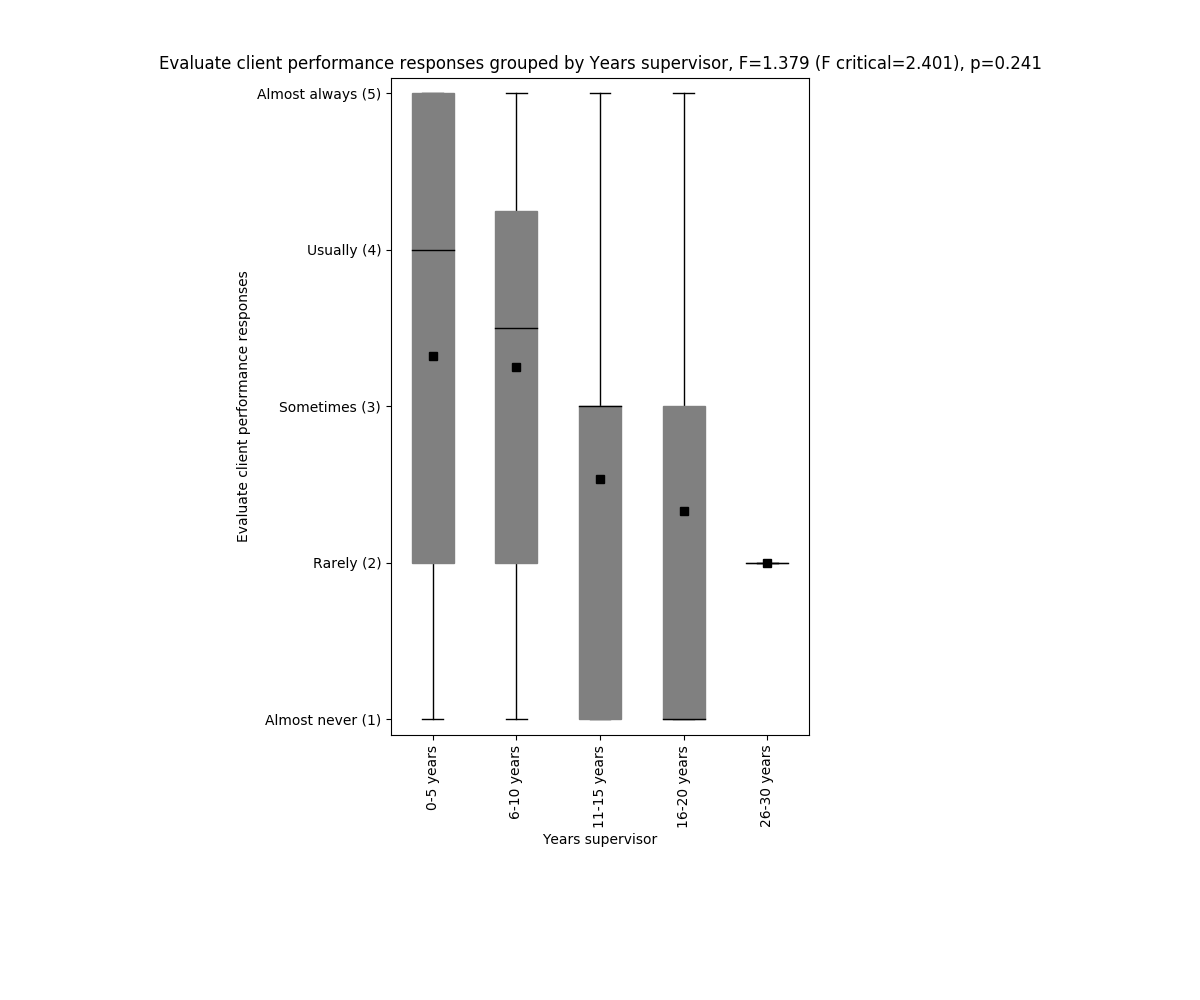 Evaluate client performance responses grouped by Years supervisor, F=1.379 (F critical=2.401), p=0.241
Almost always (5)
Usually (4)
Sometimes (3)
Rarely (2)
Almost never (1)
Evaluate client performance responses
0-5 years
6-10 years
11-15 years
16-20 years
26-30 years
Years supervisor